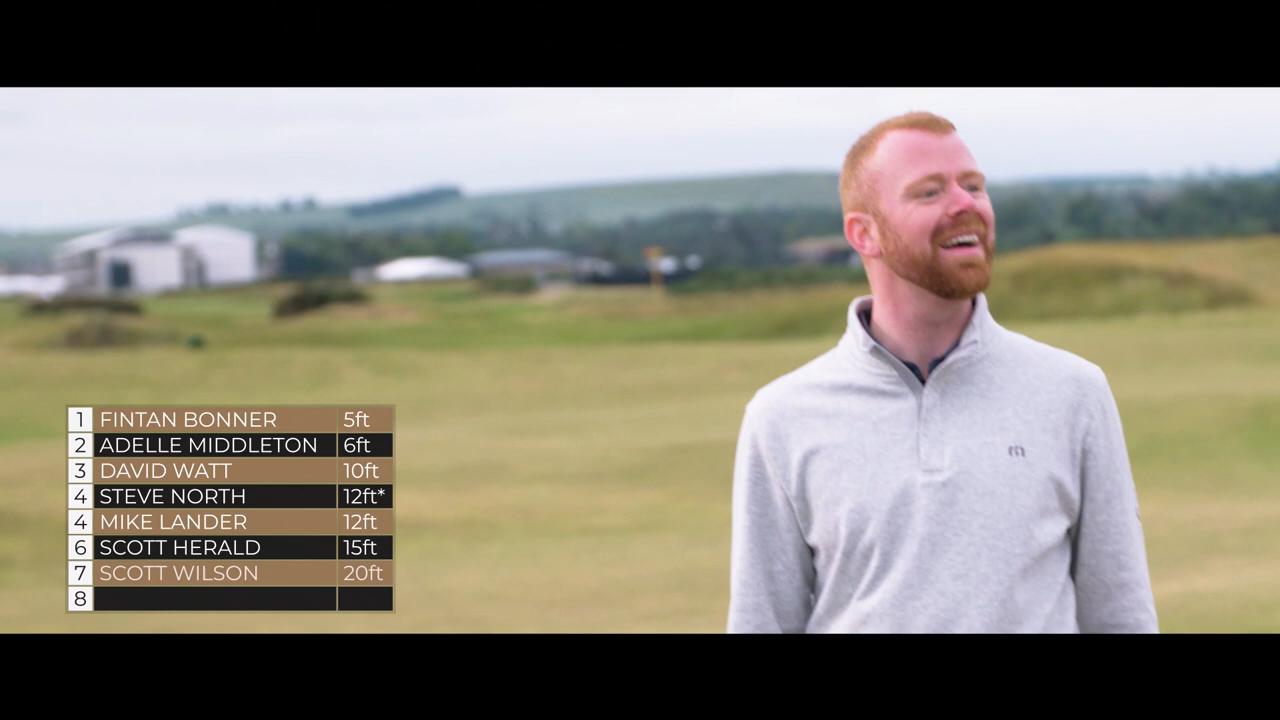 1 FINTAN BONNER 5ft
2 ADELLE MIDDLETON 6ft
3 DAVID WATT 10ft
4 STEVE NORTH 12ft*
4 MIKE LANDER 12ft
6 SCOTT HERALD 15ft
7 SCOTT WILSON 20ft
8